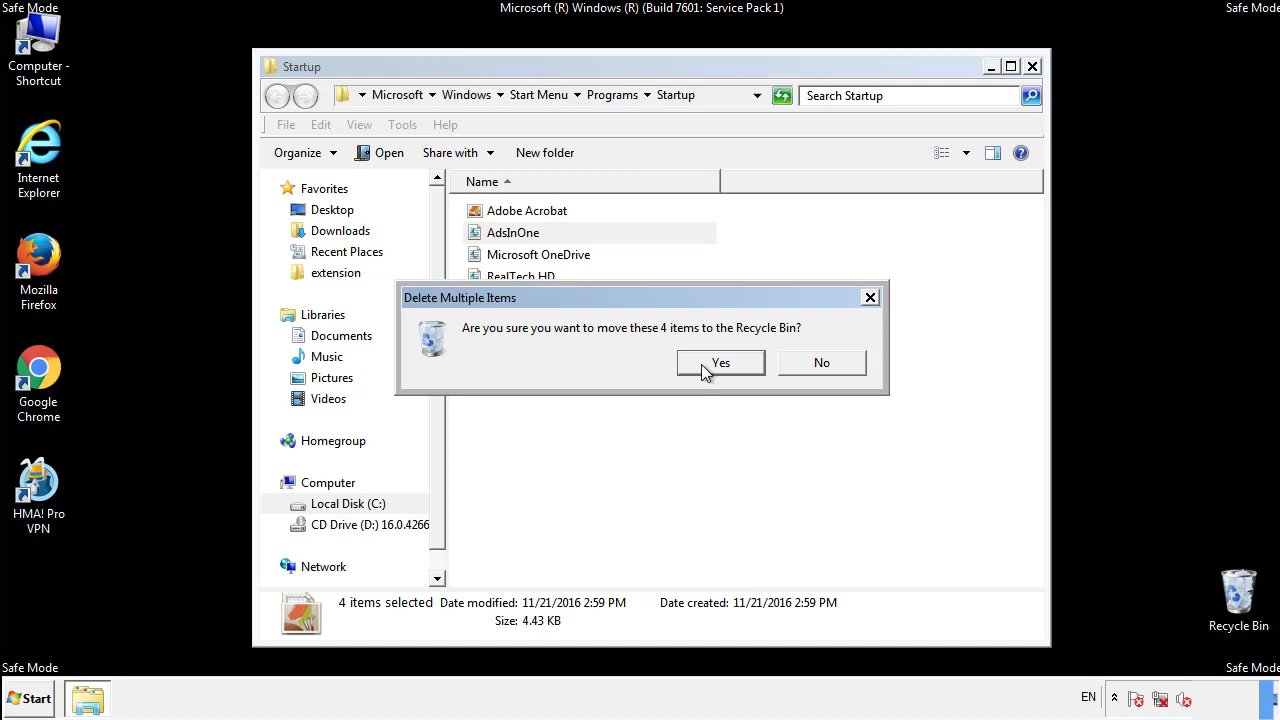 Safe Mode
Microsoft (R) Windows (R) (Build 7601: Service Pack 1)
Safe Mode
Computer -
Shortcut
Internet
Explorer
Mozilla
Firefox
Google
Chrome
HMA! Pro
VPN
Startup
Microsoft
Windows
Start Menu
Programs
Startup
Search Startup
File
Edit
View
Tools
Help
Organize
Open
Share with
New folder
Favorites
Desktop
Downloads
Recent Places
extension
Libraries
Documents
Music
Pictures
Videos
Homegroup
Computer
Local Disk (C:)
CD Drive (D:) 16.0.4266
Network
Name
Adobe Acrobat
AdsInOne
Microsoft OneDrive
RealTech HD
Delete Multiple Items
Are you sure you want to move these 4 items to the Recycle Bin?
Yes
No
4 items selected
Date modified: 11/21/2016 2:59 PM
Date created: 11/21/2016 2:59 PM
Size: 4.43 KB
Recycle Bin
Safe Mode
Safe Mode
Start
EN